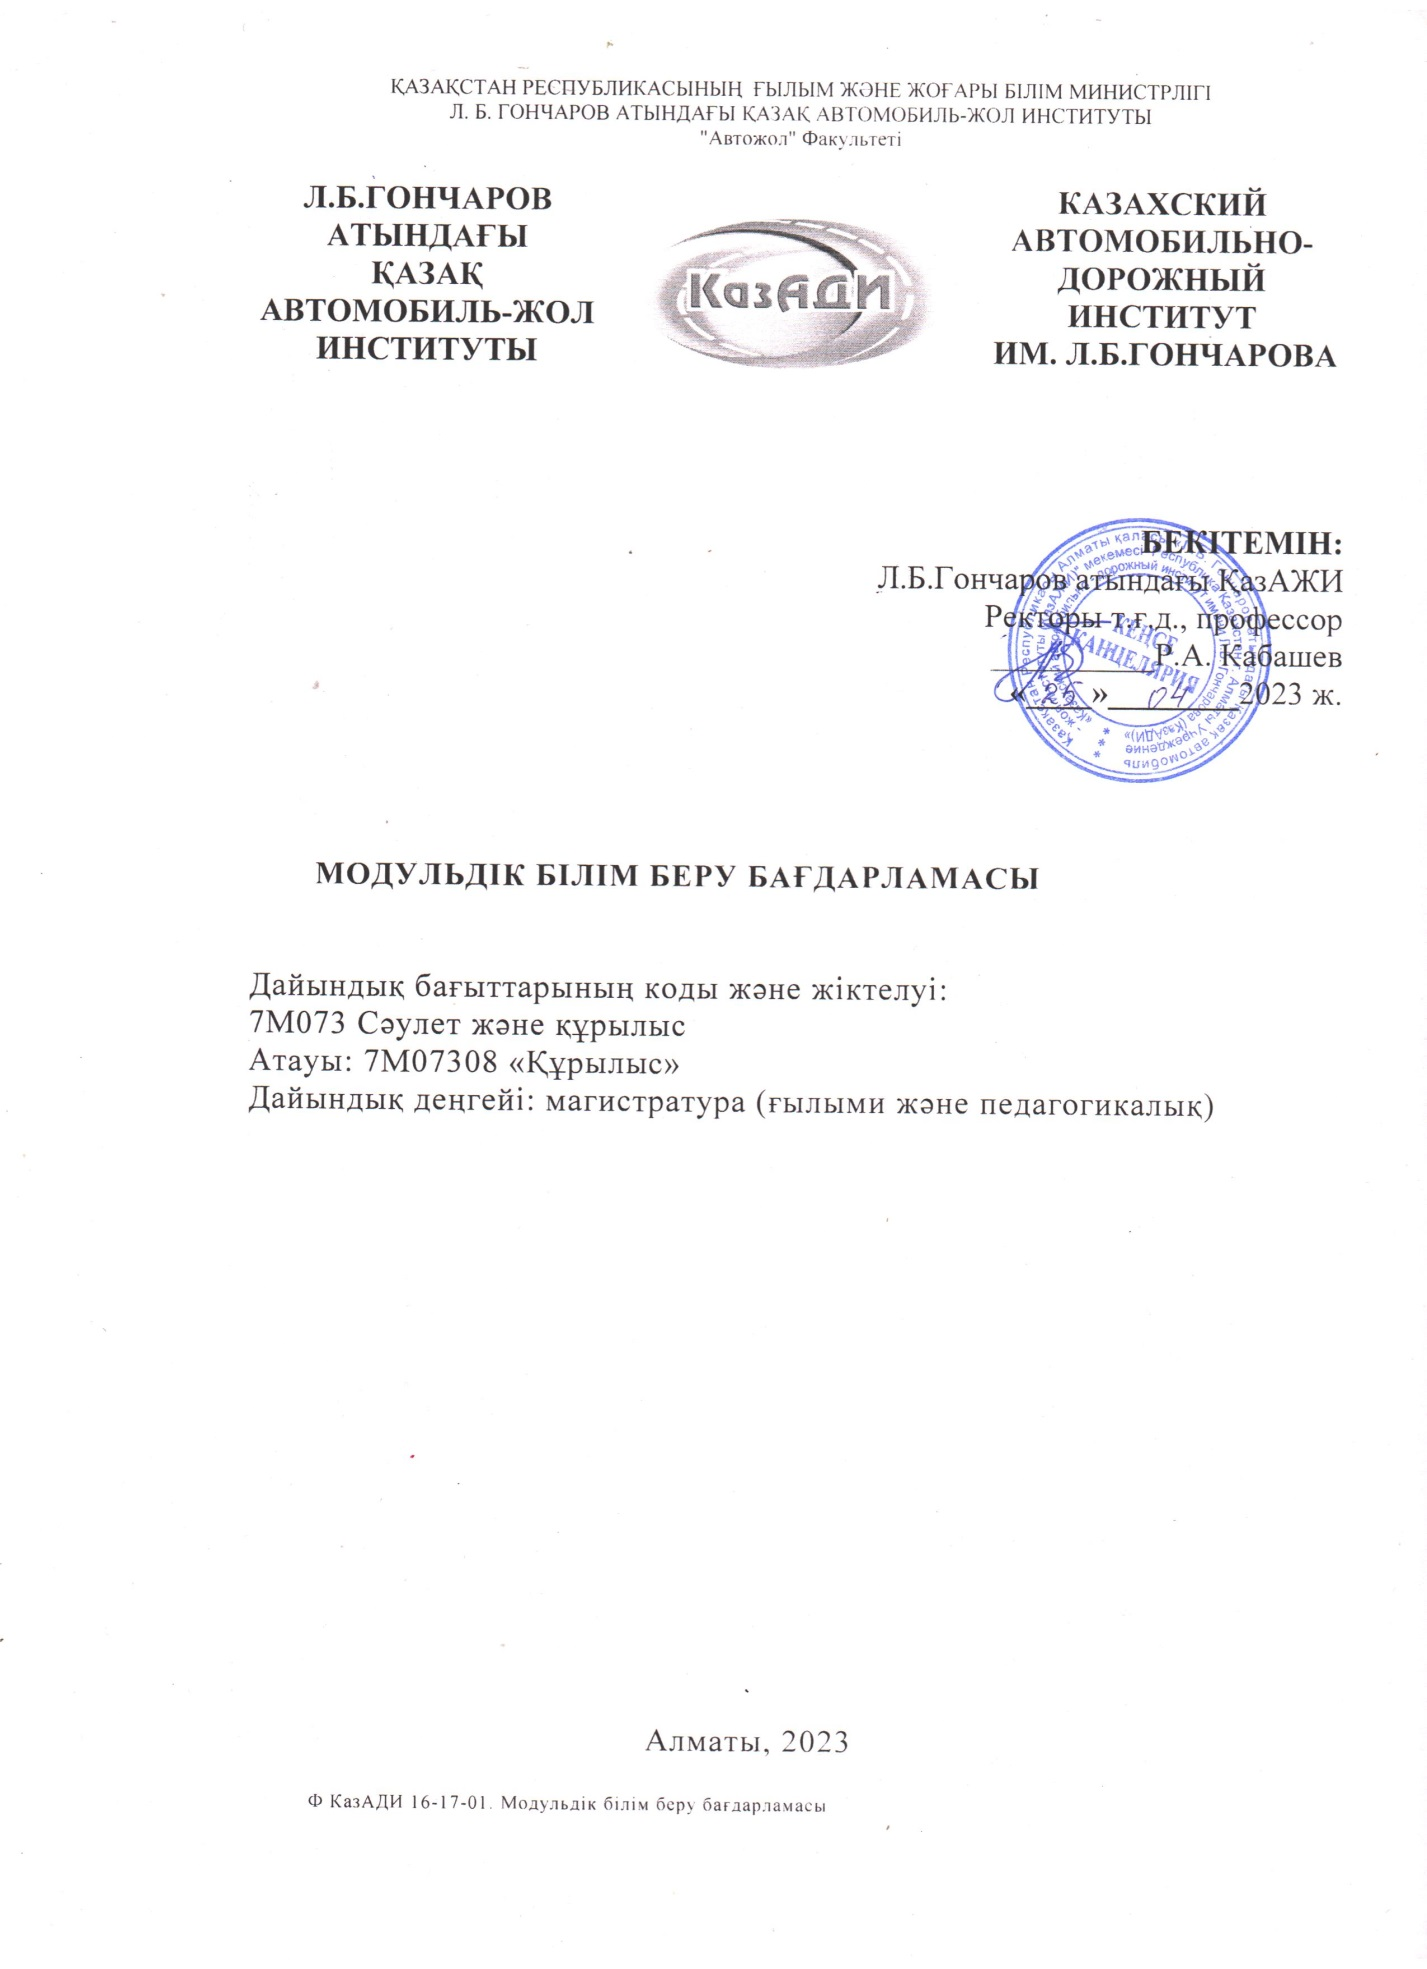 ҚАЗАҚСТАН РЕСПУБЛИКАСЫНЫҢ ҒЫЛЫМ ЖӘНЕ ЖОҒАРЫ БІЛІМ МИНИСТРЛІГІ
Л. Б. ГОНЧАРОВ АТЫНДАҒЫ ҚАЗАҚ АВТОМОБИЛЬ-ЖОЛ ИНСТИТУТЫ
"Автожол" Факультеті
Л.Б.ГОНЧАРОВ
АТЫНДАҒЫ
ҚАЗАҚ
АВТОМОБИЛЬ-ЖОЛ
ИНСТИТУТЫ
КазАДИ
КАЗАХСКИЙ
АВТОМОБИЛЬНО-
ДОРОЖНЫЙ
ИНСТИТУТ
ИМ. Л.Б.ГОНЧАРОВА
БЕКІТЕМІН:
Л.Б.Гончаров атындағы ҚазАЖИ
Ректоры т.ғ.д., профессор
Р.А. Кабашев
« » 04 2023 ж.
КЕҢСЕ
КАНЦЕЛЯРИЯ
МОДУЛЬДІК БІЛІМ БЕРУ БАҒДАРЛАМАСЫ
Дайындық бағыттарының коды және жіктелуі:
7М073 Сәулет және құрылыс
Атауы: 7М07308 «Құрылыс»
Дайындық деңгейі: магистратура (ғылыми және педагогикалық)
Алматы, 2023
Ф КазАДИ 16-17-01. Модульдік білім беру бағдарламасы